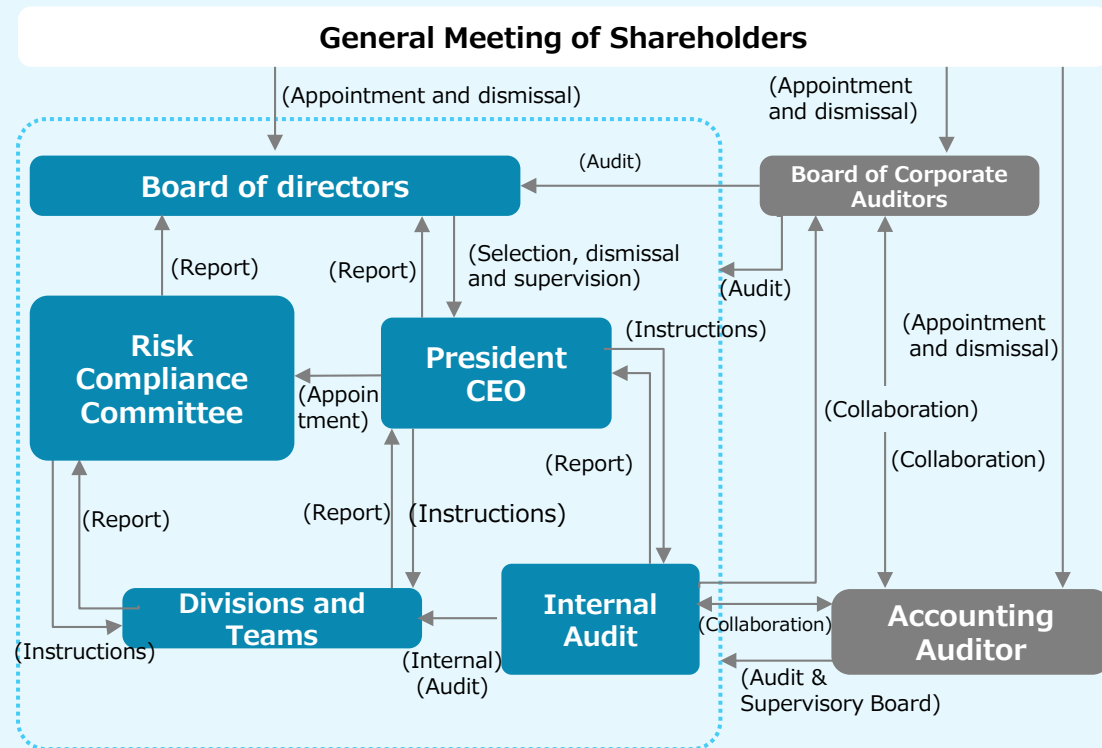 General Meeting of Shareholders
(Appointment and dismissal)
(Appointment
and dismissal)
(Audit)
Board of directors
Board of Corporate
Auditors
(Report)
(Report)
(Selection, dismissal
and supervision)
(Audit)
Risk
Compliance
Committee
President
CEO
(Instructions)
(Appointment
and dismissal)
(Appoin
tment)
(Collaboration)
(Report)
(Collaboration)
(Report)
(Report)
(Instructions)
Divisions and
Teams
Internal
Audit
Accounting
Auditor
(Instructions)
(Internal)
(Audit)
(Collaboration)
(Audit &
Supervisory Board)